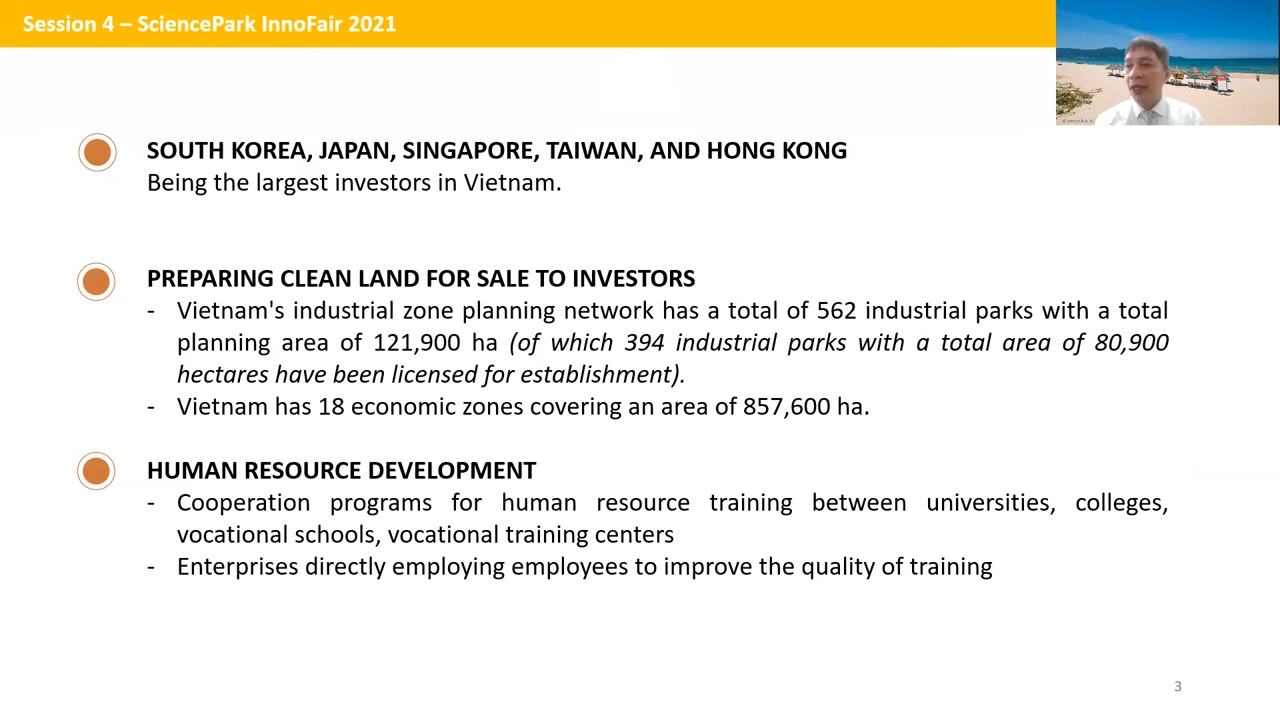 Session 4 – SciencePark InnoFair 2021
SOUTH KOREA, JAPAN, SINGAPORE, TAIWAN, AND HONG KONG
Being the largest investors in Vietnam.
PREPARING CLEAN LAND FOR SALE TO INVESTORS
- Vietnam's industrial zone planning network has a total of 562 industrial parks with a total
planning area of 121,900 ha (of which 394 industrial parks with a total area of 80,900
hectares have been licensed for establishment).
- Vietnam has 18 economic zones covering an area of 857,600 ha.
HUMAN RESOURCE DEVELOPMENT
- Cooperation programs for human resource training between universities, colleges,
vocational schools, vocational training centers
- Enterprises directly employing employees to improve the quality of training
3